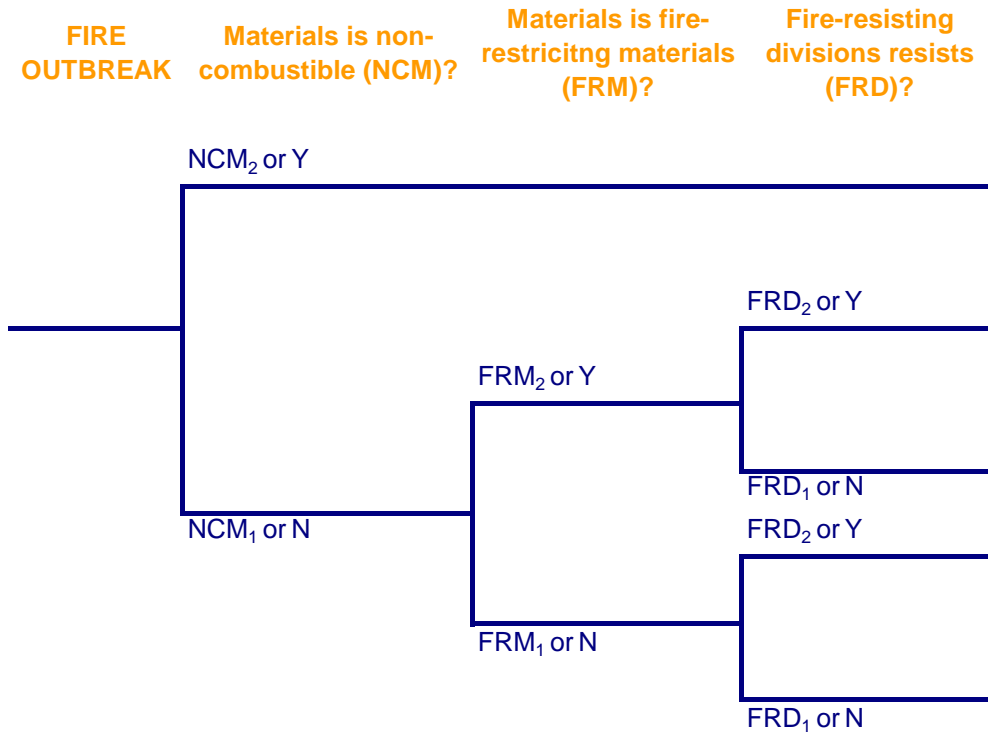 FIRE
OUTBREAK
Materials is non-
combustible (NCM)?
Materials is fire-
restricitng materials
(FRM)?
Fire-resisting
divisions resists
(FRD)?
NCM₂ or Y
FRD₂ or Y
FRM₂ or Y
FRD₁ or N
NCM₁ or N
FRD₂ or Y
FRM₁ or N
FRD₁ or N